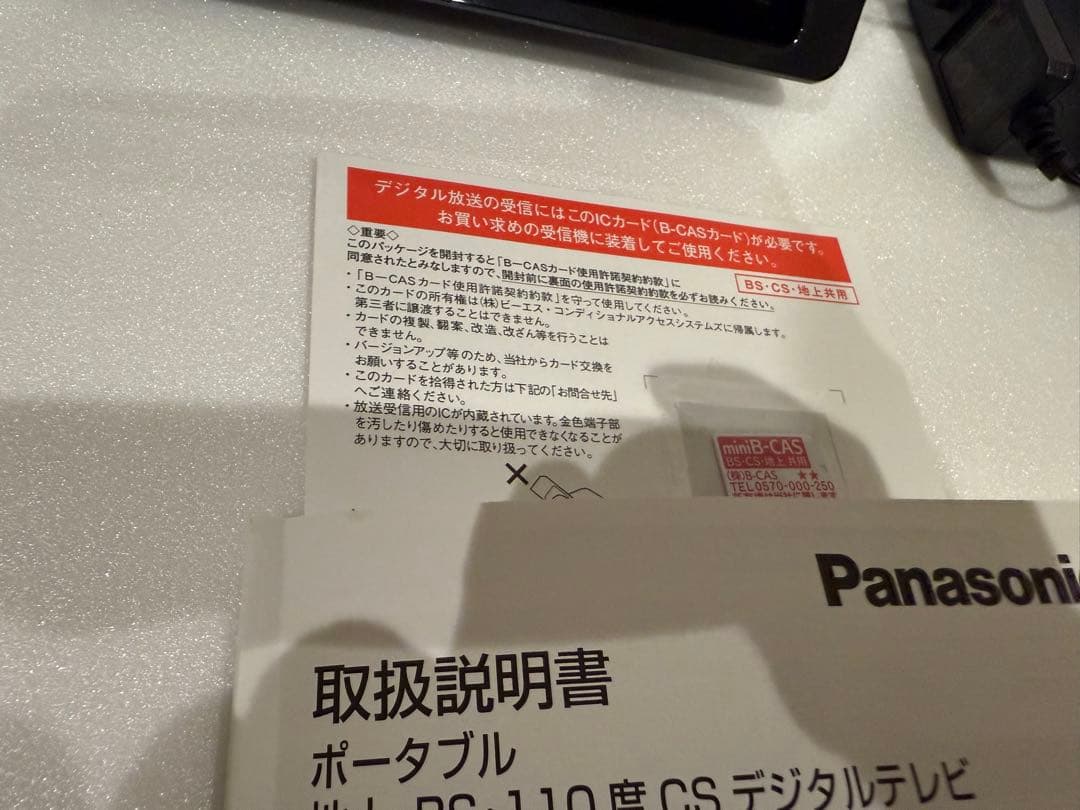 デジタル放送の受信にはこのICカード（B-CASカード）が必要です。
お買い求めの受信機に装着してご使用ください。
BS・CS・地上共用
◇重要◇
このパッケージを開封すると「B－CASカード使用許諾契約約款」に
同意されたとみなしますので、開封前に裏面の使用許諾契約約款を必ずお読みください。
・「B－CASカード使用許諾契約約款」を守って使用してください。
・このカードの所有権は（株）ビーエス・コンディショナルアクセスシステムズに帰属します。
第三者に譲渡することはできません。
・カードの複製、翻案、改造、改ざん等を行うことは
できません。
・バージョンアップ等のため、当社からカード交換を
お願いすることがあります。
・このカードを拾得された方は下記の「お問合せ先」
へご連絡ください。
・放送受信用のICが内蔵されています。金色端子部
を汚したり傷めたりすると使用できなくなることが
ありますので、大切に取り扱ってください。
miniB-CAS
BS・CS・地上共用
(株)B-CAS ★★
TEL0570-000-250
Panasonic
取扱説明書
ポータブル
地上・BS・110度CSデジタルテレビ